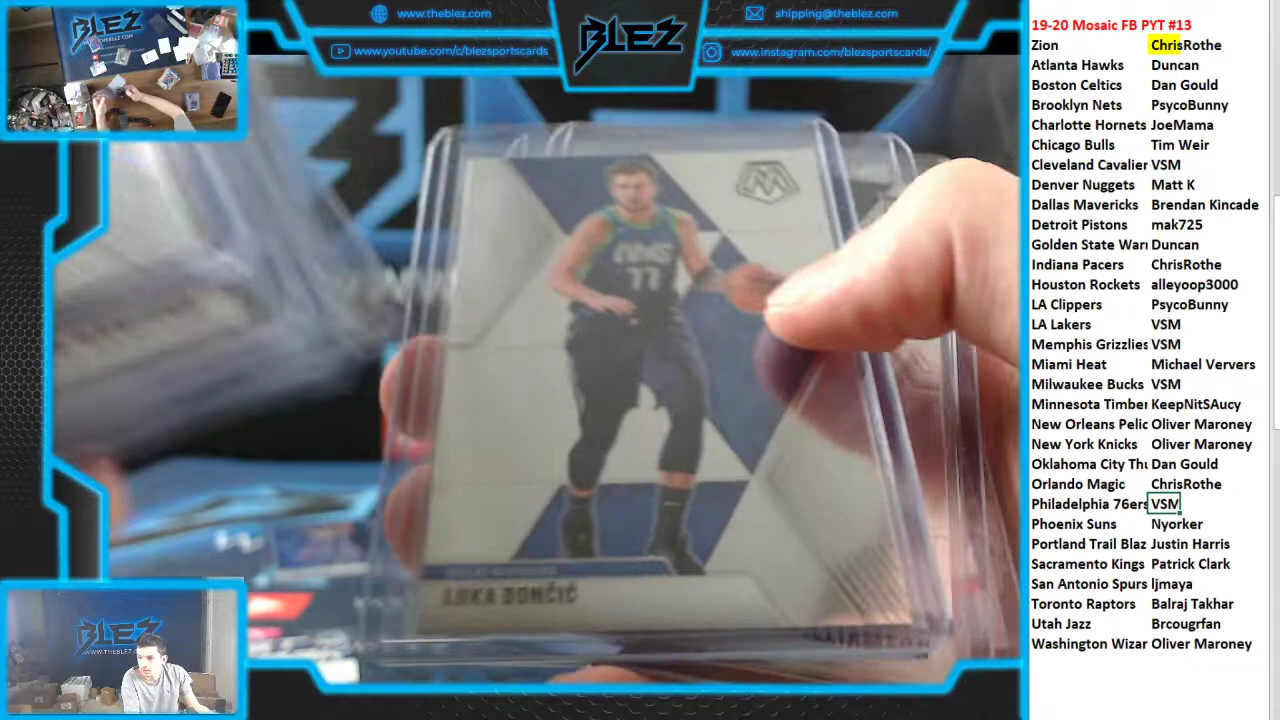 BLEZ
www.theblez.com
shipping@theblez.com
www.youtube.com/c/blezsportscards
www.instagram.com/blezsportscards/
BLEZ
77
LUKA DONČIĆ
BLEZ
WWW.THEBLEZ.COM
19-20 Mosaic FB PYT #13
Zion ChrisRothe
Atlanta Hawks Duncan
Boston Celtics Dan Gould
Brooklyn Nets PsycoBunny
Charlotte Hornets JoeMama
Chicago Bulls Tim Weir
Cleveland Cavalier VSM
Denver Nuggets Matt K
Dallas Mavericks Brendan Kincade
Detroit Pistons mak725
Golden State Warı Duncan
Indiana Pacers ChrisRothe
Houston Rockets alleyoop3000
LA Clippers PsycoBunny
LA Lakers VSM
Memphis Grizzlies VSM
Miami Heat Michael Ververs
Milwaukee Bucks VSM
Minnesota Timber KeepNitSAucy
New Orleans Pelic Oliver Maroney
New York Knicks Oliver Maroney
Oklahoma City Thu Dan Gould
Orlando Magic ChrisRothe
Philadelphia 76ers VSM
Phoenix Suns Nyorker
Portland Trail Blaz Justin Harris
Sacramento Kings Patrick Clark
San Antonio Spurs ljmaya
Toronto Raptors Balraj Takhar
Utah Jazz Brcougrfan
Washington Wizar Oliver Maroney